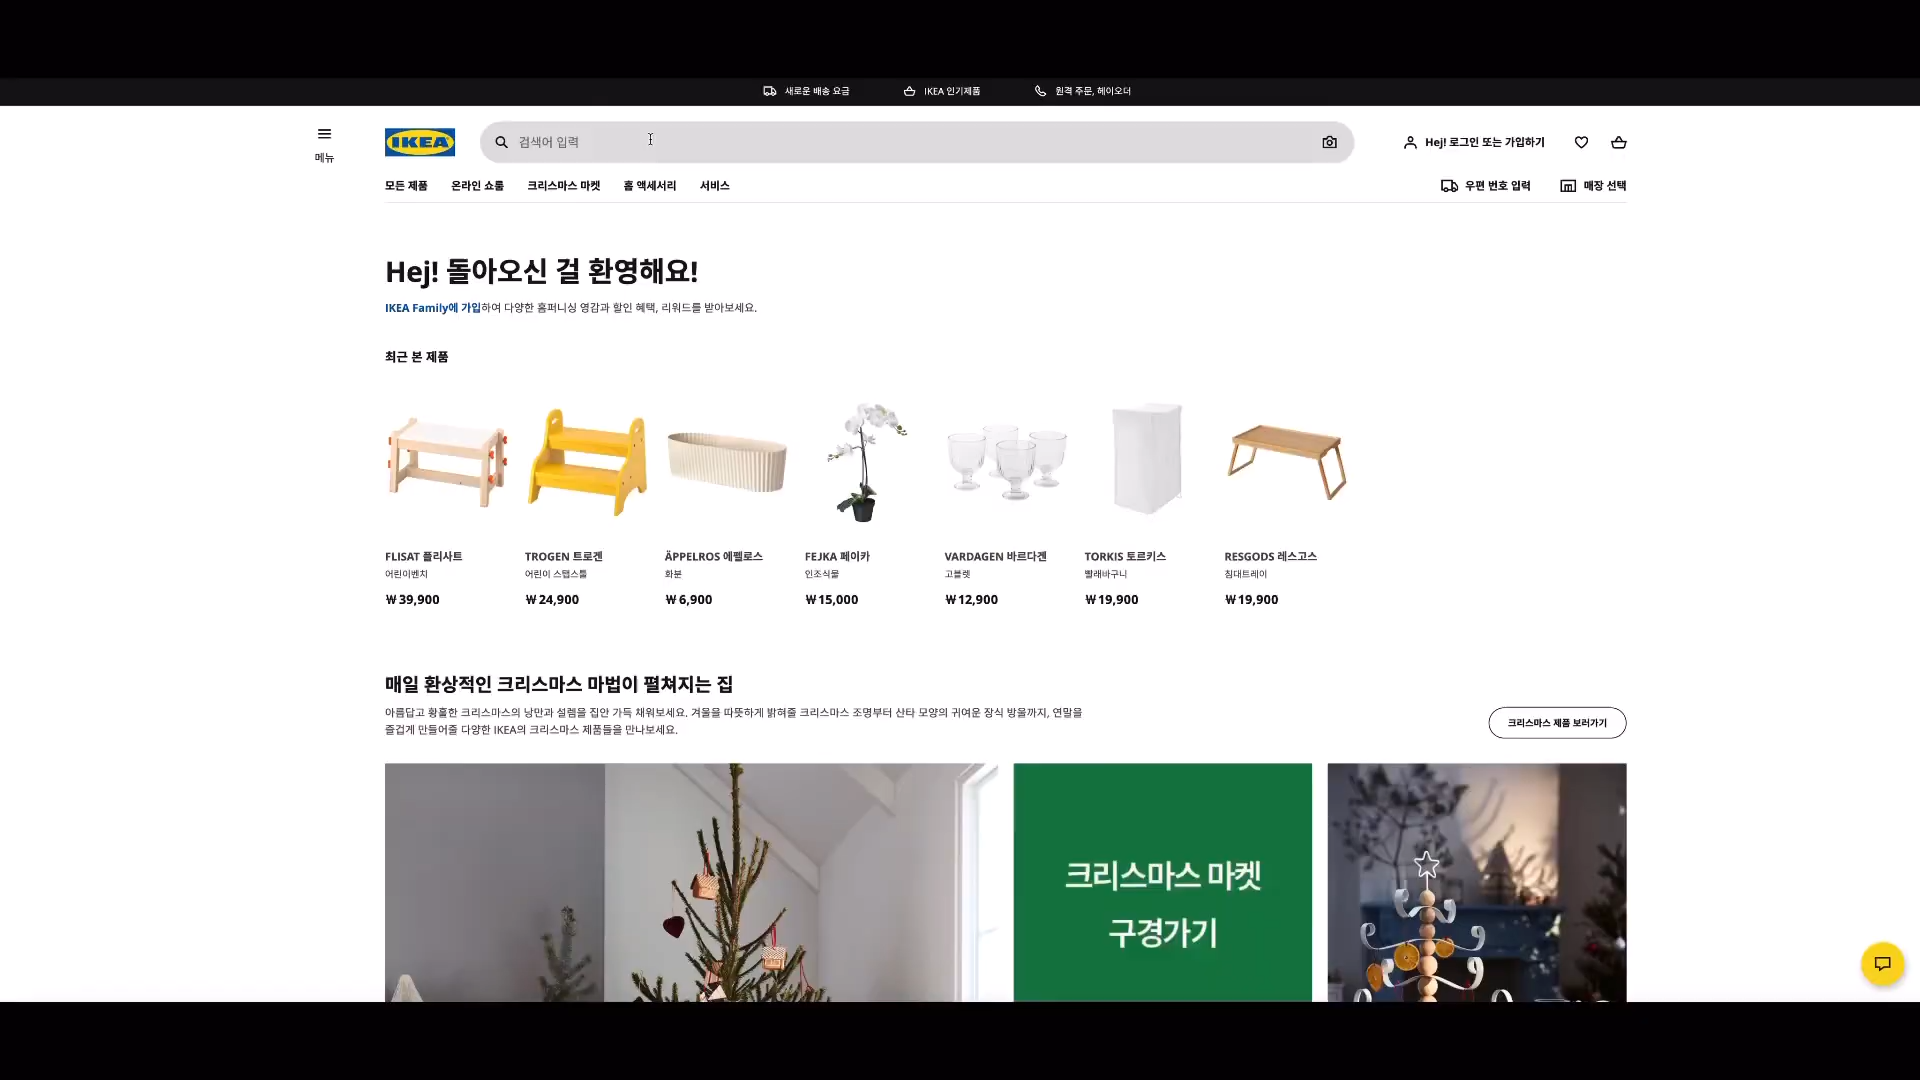 새로운 배송 요금
IKEA 인기제품
원격 주문, 헤이오더
메뉴
IKEA
검색어 입력
Hej! 로그인 또는 가입하기
모든 제품
온라인 쇼룸
크리스마스 마켓
홈 액세서리
서비스
우편 번호 입력
매장 선택
Hej! 돌아오신 걸 환영해요!
IKEA Family에 가입하여 다양한 홈퍼니싱 영감과 할인 혜택, 리워드를 받아보세요.
최근 본 제품
FLISAT 플리사트
어린이벤치
₩39,900
TROGEN 트로겐
어린이 스텝스툴
₩24,900
ÄPPELROS 에펠로스
화분
₩6,900
FEJKA 페이카
인조식물
₩15,000
VARDAGEN 바르다겐
고블렛
₩12,900
TORKIS 토르키스
빨래바구니
₩19,900
RESGODS 레스고스
침대트레이
₩19,900
매일 환상적인 크리스마스 마법이 펼쳐지는 집
아름답고 황홀한 크리스마스의 낭만과 설렘을 집안 가득 채워보세요. 겨울을 따뜻하게 밝혀줄 크리스마스 조명부터 산타 모양의 귀여운 장식 방울까지, 연말을
즐겁게 만들어줄 다양한 IKEA의 크리스마스 제품들을 만나보세요.
크리스마스 제품 보러가기
크리스마스 마켓
구경가기